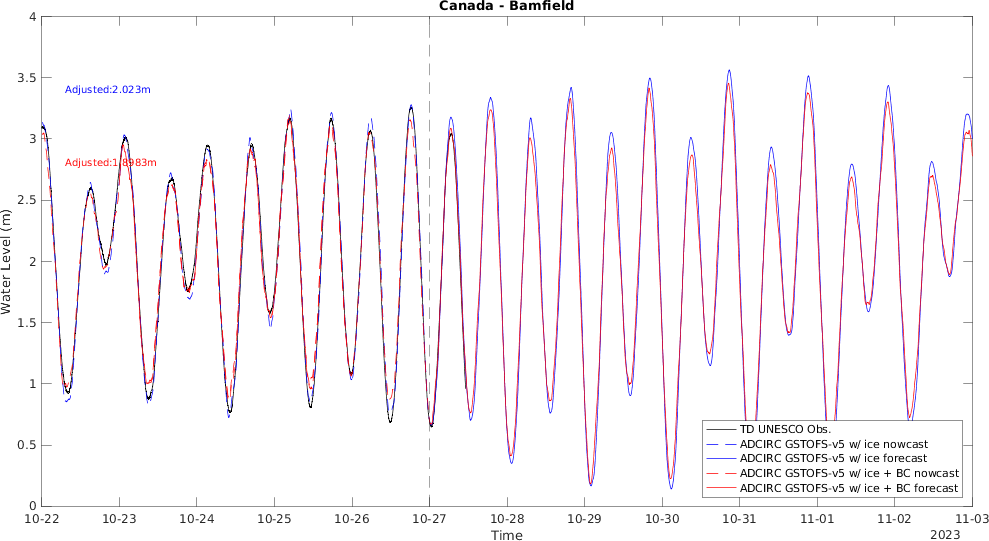 Canada - Bamfield
4
3.5
3
2.5
2
1.5
1
0.5
0
Water Level (m)
Adjusted:2.023m
Adjusted:1.8983m
TD UNESCO Obs.
ADCIRC GSTOFS-v5 w/ ice nowcast
ADCIRC GSTOFS-v5 w/ ice forecast
ADCIRC GSTOFS-v5 w/ ice + BC nowcast
ADCIRC GSTOFS-v5 w/ ice + BC forecast
10-22 10-23 10-24 10-25 10-26 10-27 10-28 10-29 10-30 10-31 11-01 11-02 11-03
Time
2023